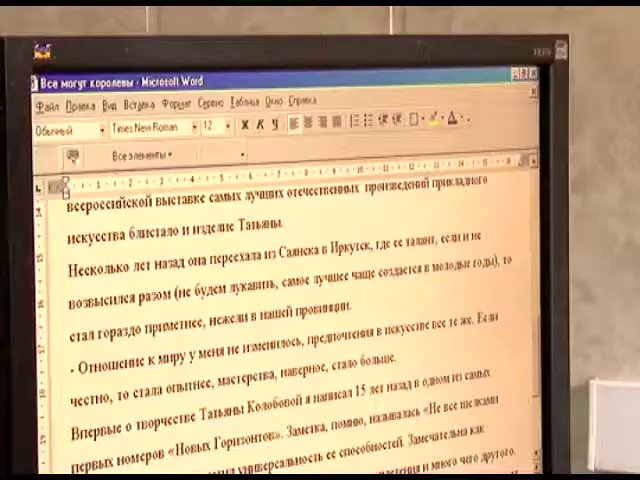 Все могут королевы - Microsoft Word
Файл Правка Вид Вставка Формат Сервис Таблица Окно Справка
Обычный Times New Roman 12 Ж К Ч
Все элементы
всероссийской выставке самых лучших отечественных произведений прикладного
искусства блистало и изделие Татьяны.
Несколько лет назад она переехала из Саянска в Иркутск, где ее талант, если и не
возвысился разом (не будем лукавить, самое лучшее чаще создается в молодые годы), то
стал гораздо приметнее, нежели в нашей провинции.
- Отношение к миру у меня не изменилось, предпочтения в искусстве все те же. Если
честно, то стала опытнее, мастерства, наверное, стало больше.
Впервые о творчестве Татьяны Колобовой я написал 15 лет назад в одном из самых
первых номеров «Новых Горизонтов». Заметка, помню, называлась «Не все шелками
универсальность ее способностей. Замечательна как
и много чего другого.